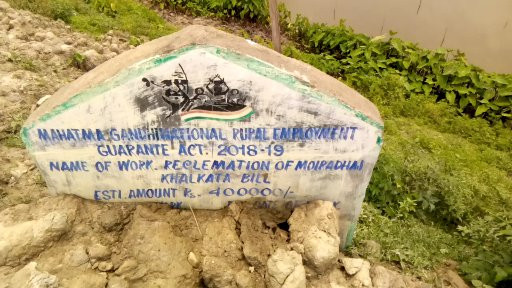 MAHATMA GANDHI NATIONAL RURAL EMPLOYMENT
GUARANTE ACT. 2018-19
NAME OF WORK. RECLEMATION OF MOIPADHAI
KHALKATA BILL
ESTI. AMOUNT Rs. 400000/-